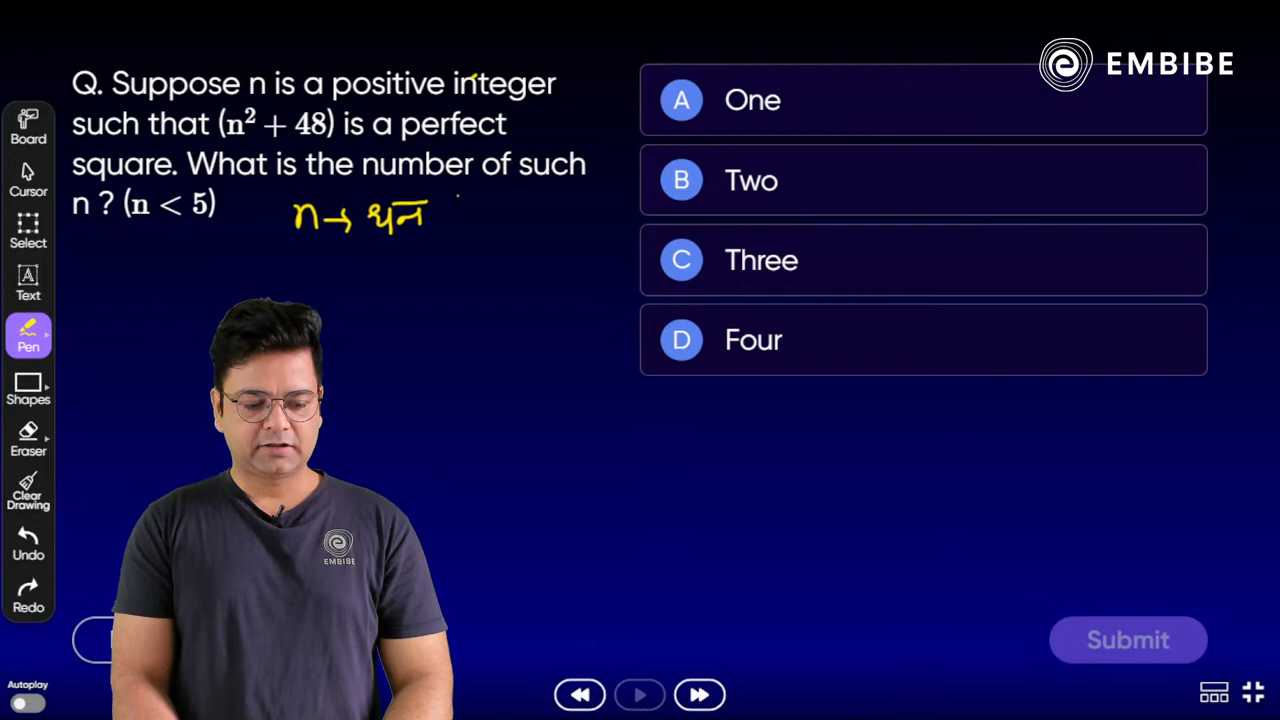 EMBIBE
Q. Suppose n is a positive integer
such that (n² + 48) is a perfect
square. What is the number of such
n ? (n < 5)
n → धन
A One
B Two
C Three
D Four
Board
Cursor
Select
Text
Pen
Shapes
Eraser
Clear
Drawing
Undo
Redo
EMBIBE
Submit
Autoplay